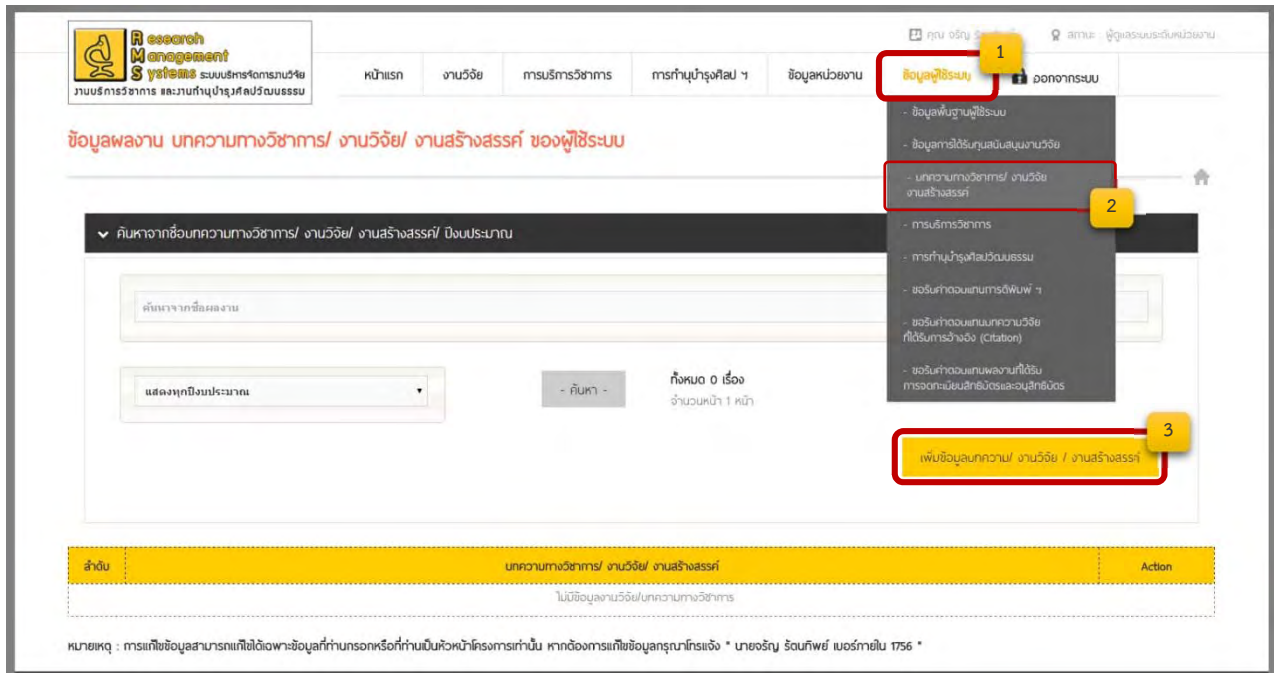 Research
Management
Systems ระบบบริหารจัดการงานวิจัย
งานบริการวิชาการ และงานทำนุบำรุงศิลปวัฒนธรรม
คุณ จรัญ
สถานะ : ผู้ดูแลระบบระดับหน่วยงาน
1
หน้าแรก งานวิจัย การบริการวิชาการ การทำนุบำรุงศิลป ฯ ข้อมูลหน่วยงาน ข้อมูลผู้ใช้ระบบ ออกจากระบบ
- ข้อมูลพื้นฐานผู้ใช้ระบบ
- ข้อมูลการได้รับทุนสนับสนุนงานวิจัย
- บทความทางวิชาการ/ งานวิจัย
งานสร้างสรรค์
2
- การบริการวิชาการ
- การทำนุบำรุงศิลปวัฒนธรรม
- ขอรับค่าตอบแทนการตีพิมพ์ ฯ
- ขอรับค่าตอบแทนบทความวิจัย
ที่ได้รับการอ้างอิง (Citation)
- ขอรับค่าตอบแทนผลงานที่ได้รับ
การจดทะเบียนสิทธิบัตรและอนุสิทธิบัตร
ข้อมูลผลงาน บทความทางวิชาการ/ งานวิจัย/ งานสร้างสรรค์ ของผู้ใช้ระบบ
ค้นหาจากชื่อบทความทางวิชาการ/ งานวิจัย/ งานสร้างสรรค์/ ปีงบประมาณ
ค้นหาจากชื่อผลงาน
แสดงทุกปีงบประมาณ
- ค้นหา -
ทั้งหมด 0 เรื่อง
จำนวนหน้า 1 หน้า
3
เพิ่มข้อมูลบทความ/ งานวิจัย / งานสร้างสรรค์
ลำดับ บทความทางวิชาการ/ งานวิจัย/ งานสร้างสรรค์ Action
ไม่มีข้อมูลงานวิจัย/บทความทางวิชาการ
หมายเหตุ : การแก้ไขข้อมูลสามารถแก้ไขได้เฉพาะข้อมูลที่ท่านกรอกหรือที่ท่านเป็นหัวหน้าโครงการเท่านั้น หากต้องการแก้ไขข้อมูลกรุณาโทรแจ้ง " นายจรัญ รัตนทิพย์ เบอร์ภายใน 1756 "